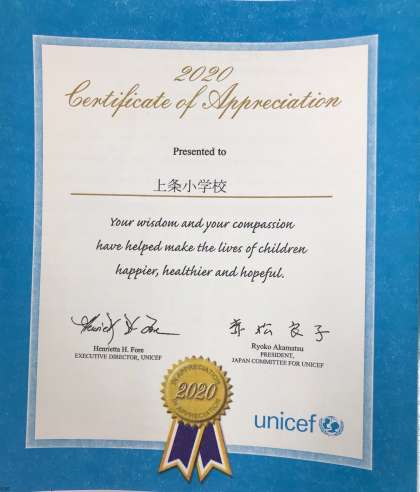 2020
Certificate of Appreciation
Presented to
上条小学校
Your wisdom and your compassion
have helped make the lives of children
happier, healthier and hopeful.
Henrietta H. Fore
EXECUTIVE DIRECTOR, UNICEF
赤松良子
Ryoko Akamatsu
PRESIDENT,
JAPAN COMMITTEE FOR UNICEF
APPRECIATION
2020
APPRECIATION
unicef